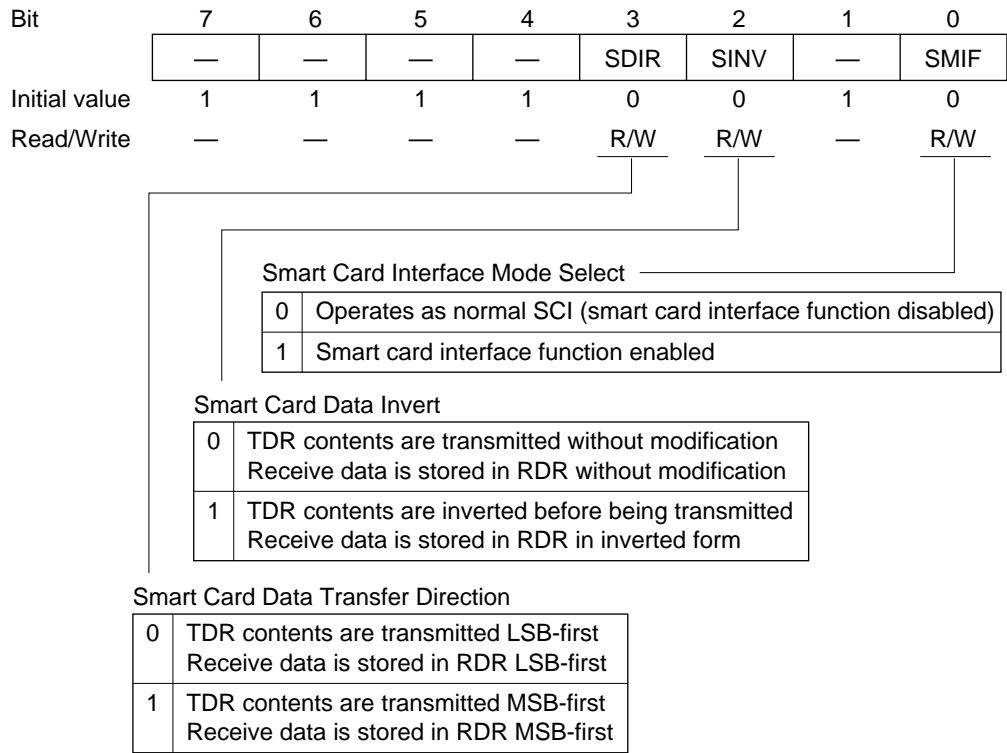 Bit 7 6 5 4 3 2 1 0
— — — — SDIR SINV — SMIF
Initial value 1 1 1 1 0 0 1 0
Read/Write — — — — R/W R/W — R/W
Smart Card Interface Mode Select
0 Operates as normal SCI (smart card interface function disabled)
1 Smart card interface function enabled
Smart Card Data Invert
0 TDR contents are transmitted without modification
Receive data is stored in RDR without modification
1 TDR contents are inverted before being transmitted
Receive data is stored in RDR in inverted form
Smart Card Data Transfer Direction
0 TDR contents are transmitted LSB-first
Receive data is stored in RDR LSB-first
1 TDR contents are transmitted MSB-first
Receive data is stored in RDR MSB-first